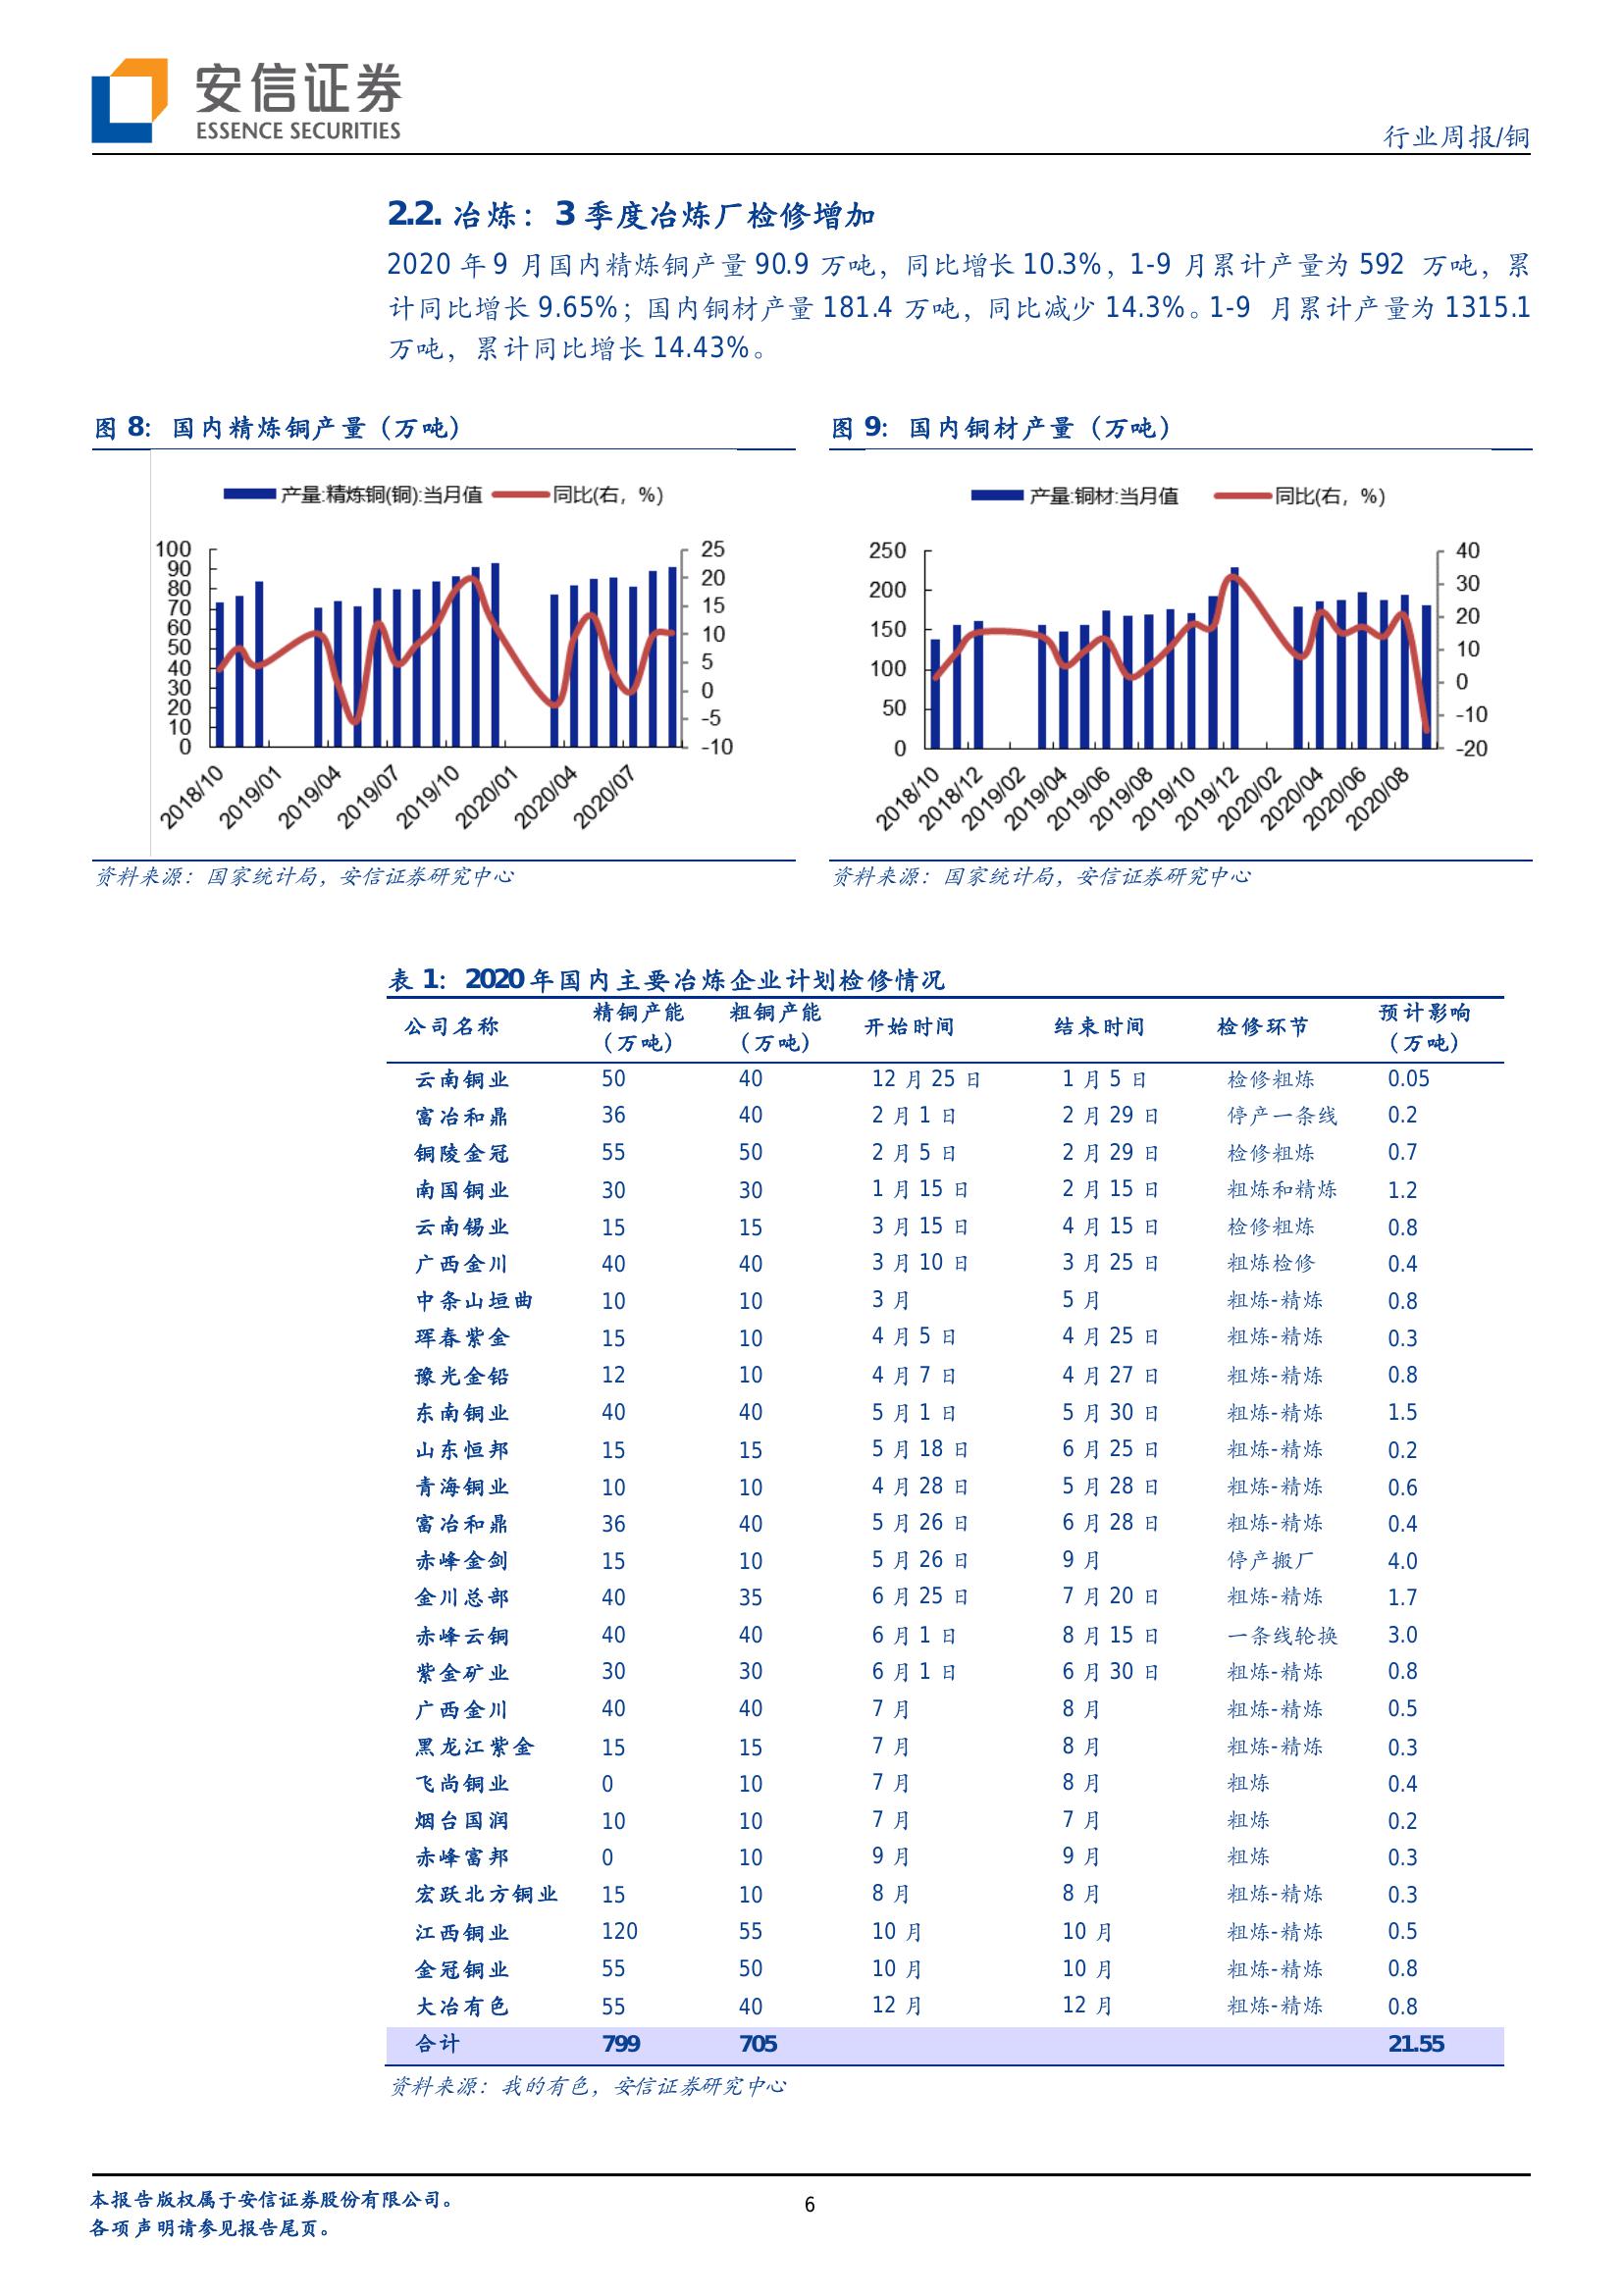 安信证券
ESSENCE SECURITIES
行业周报/铜
2.2. 冶炼：3 季度冶炼厂检修增加
2020 年 9 月国内精炼铜产量 90.9 万吨，同比增长 10.3%，1-9 月累计产量为 592 万吨，累
计同比增长 9.65%；国内铜材产量 181.4 万吨，同比减少 14.3%。1-9 月累计产量为 1315.1
万吨，累计同比增长 14.43%。
图 8：国内精炼铜产量（万吨）
产量:精炼铜(铜):当月值 同比(右，%)
100 90 80 70 60 50 40 30 20 10 0
25 20 15 10 5 0 -5 -10
2018/10 2019/01 2019/04 2019/07 2019/10 2020/01 2020/04 2020/07
资料来源：国家统计局，安信证券研究中心
图 9：国内铜材产量（万吨）
产量:铜材:当月值 同比(右，%)
250 200 150 100 50 0
40 30 20 10 0 -10 -20
2018/10 2018/12 2019/02 2019/04 2019/06 2019/08 2019/10 2019/12 2020/02 2020/04 2020/06 2020/08
资料来源：国家统计局，安信证券研究中心
表 1：2020 年国内主要冶炼企业计划检修情况
公司名称 精铜产能（万吨） 粗铜产能（万吨） 开始时间 结束时间 检修环节 预计影响（万吨）
云南铜业 50 40 12 月 25 日 1 月 5 日 检修粗炼 0.05
富冶和鼎 36 40 2 月 1 日 2 月 29 日 停产一条线 0.2
铜陵金冠 55 50 2 月 5 日 2 月 29 日 检修粗炼 0.7
南国铜业 30 30 1 月 15 日 2 月 15 日 粗炼和精炼 1.2
云南锡业 15 15 3 月 15 日 4 月 15 日 检修粗炼 0.8
广西金川 40 40 3 月 10 日 3 月 25 日 粗炼检修 0.4
中条山垣曲 10 10 3 月 5 月 粗炼-精炼 0.8
珲春紫金 15 10 4 月 5 日 4 月 25 日 粗炼-精炼 0.3
豫光金铅 12 10 4 月 7 日 4 月 27 日 粗炼-精炼 0.8
东南铜业 40 40 5 月 1 日 5 月 30 日 粗炼-精炼 1.5
山东恒邦 15 15 5 月 18 日 6 月 25 日 粗炼-精炼 0.2
青海铜业 10 10 4 月 28 日 5 月 28 日 粗炼-精炼 0.6
富冶和鼎 36 40 5 月 26 日 6 月 28 日 粗炼-精炼 0.4
赤峰金剑 15 10 5 月 26 日 9 月 停产搬厂 4.0
金川总部 40 35 6 月 25 日 7 月 20 日 粗炼-精炼 1.7
赤峰云铜 40 40 6 月 1 日 8 月 15 日 一条线轮换 3.0
紫金矿业 30 30 6 月 1 日 6 月 30 日 粗炼-精炼 0.8
广西金川 40 40 7 月 8 月 粗炼-精炼 0.5
黑龙江紫金 15 15 7 月 8 月 粗炼-精炼 0.3
飞尚铜业 0 10 7 月 8 月 粗炼 0.4
烟台国润 10 10 7 月 7 月 粗炼 0.2
赤峰富邦 0 10 9 月 9 月 粗炼 0.3
宏跃北方铜业 15 10 8 月 8 月 粗炼-精炼 0.3
江西铜业 120 55 10 月 10 月 粗炼-精炼 0.5
金冠铜业 55 50 10 月 10 月 粗炼-精炼 0.8
大冶有色 55 40 12 月 12 月 粗炼-精炼 0.8
合计 799 705 21.55
资料来源：我的有色，安信证券研究中心
本报告版权属于安信证券股份有限公司。
各项声明请参见报告尾页。
6